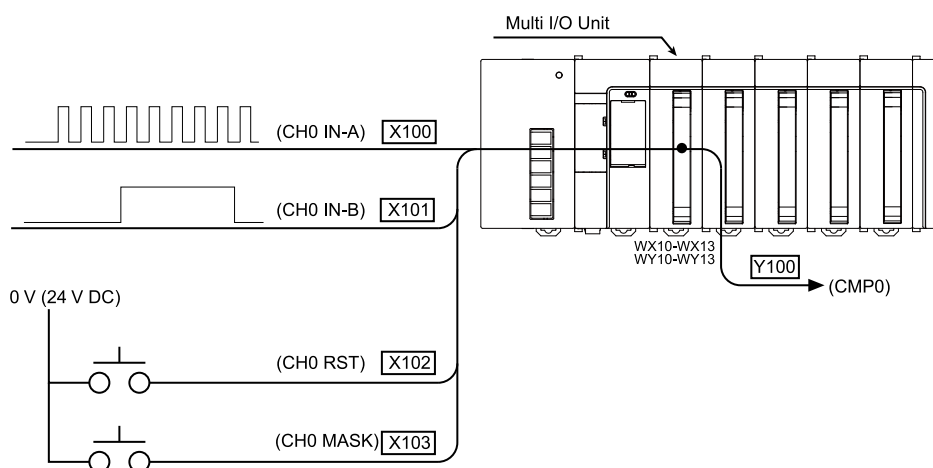 Multi I/O Unit
(CH0 IN-A) X100
(CH0 IN-B) X101
WX10-WX13
WY10-WY13
Y100
(CMP0)
0 V (24 V DC)
(CH0 RST) X102
(CH0 MASK) X103